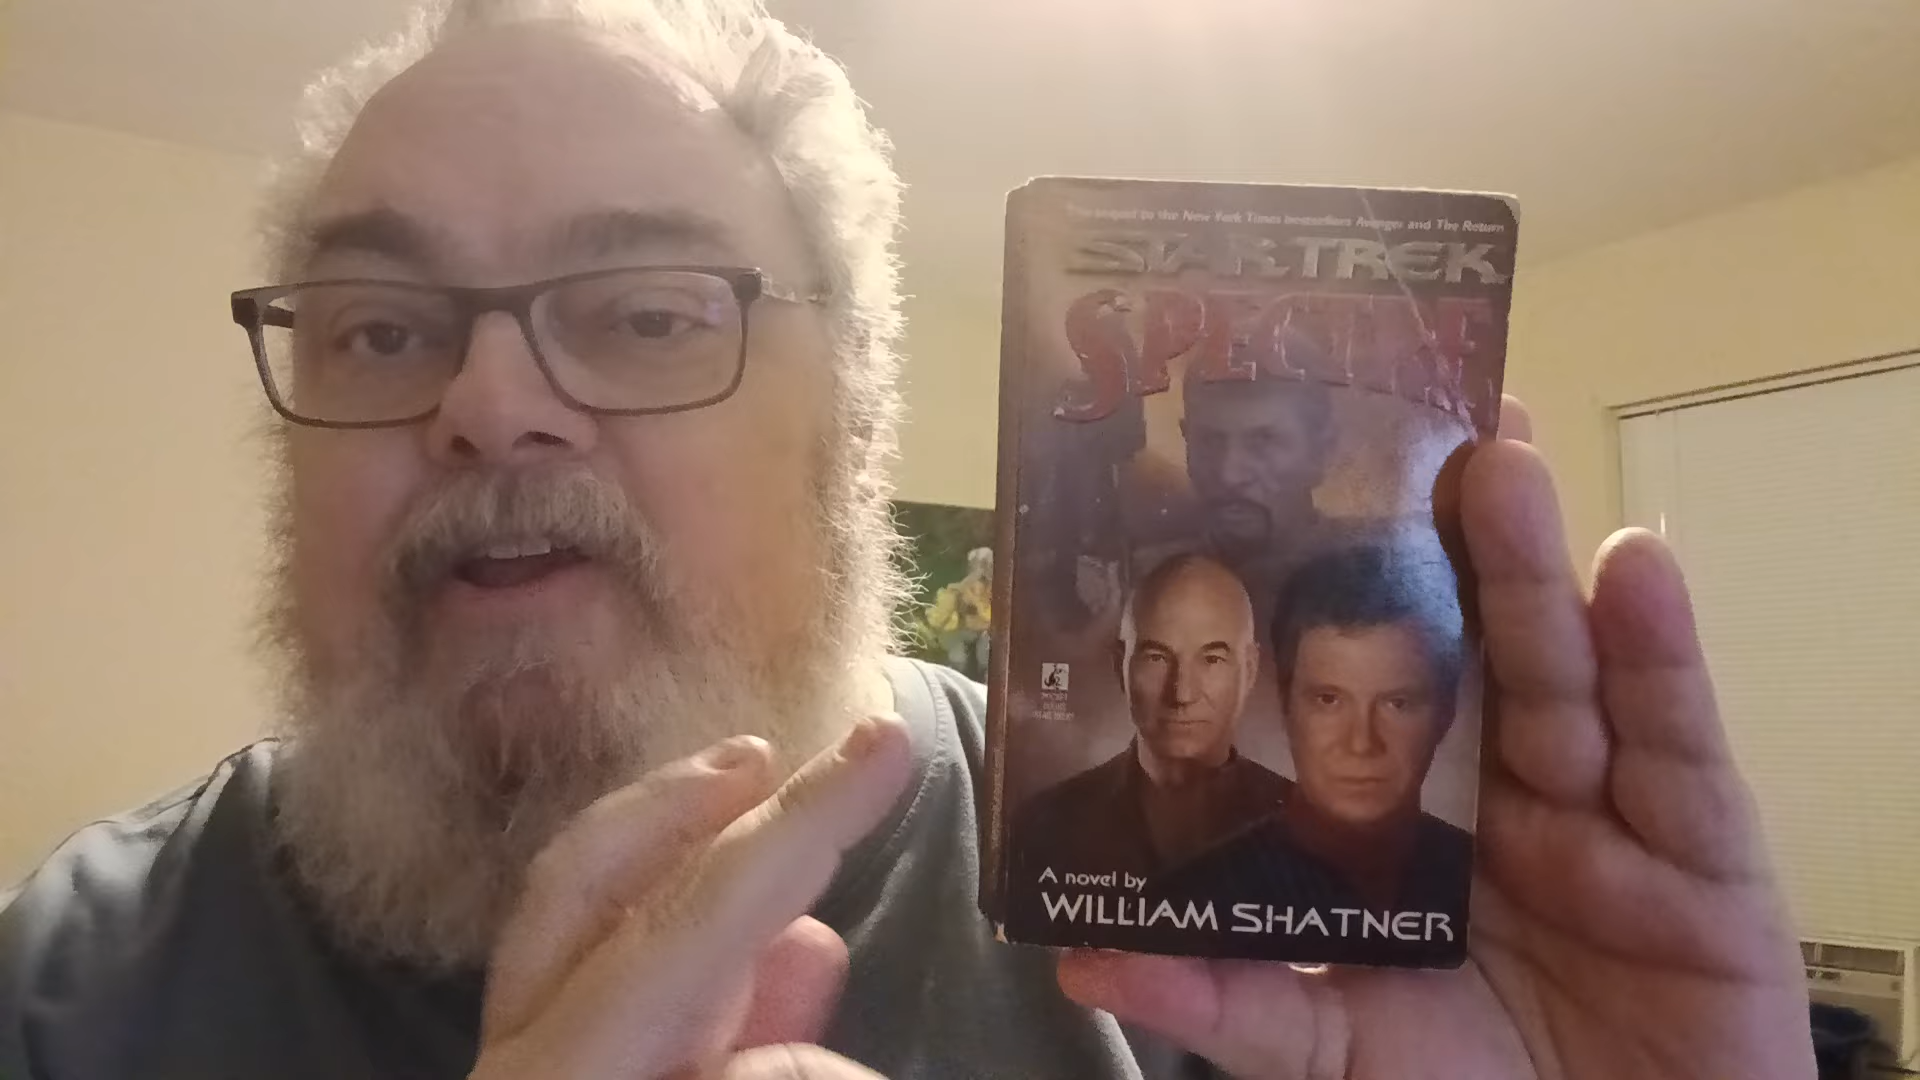 The sequel to the New York Times bestsellers Avenger and The Return
STAR TREK
SPECTRE
A novel by
WILLIAM SHATNER